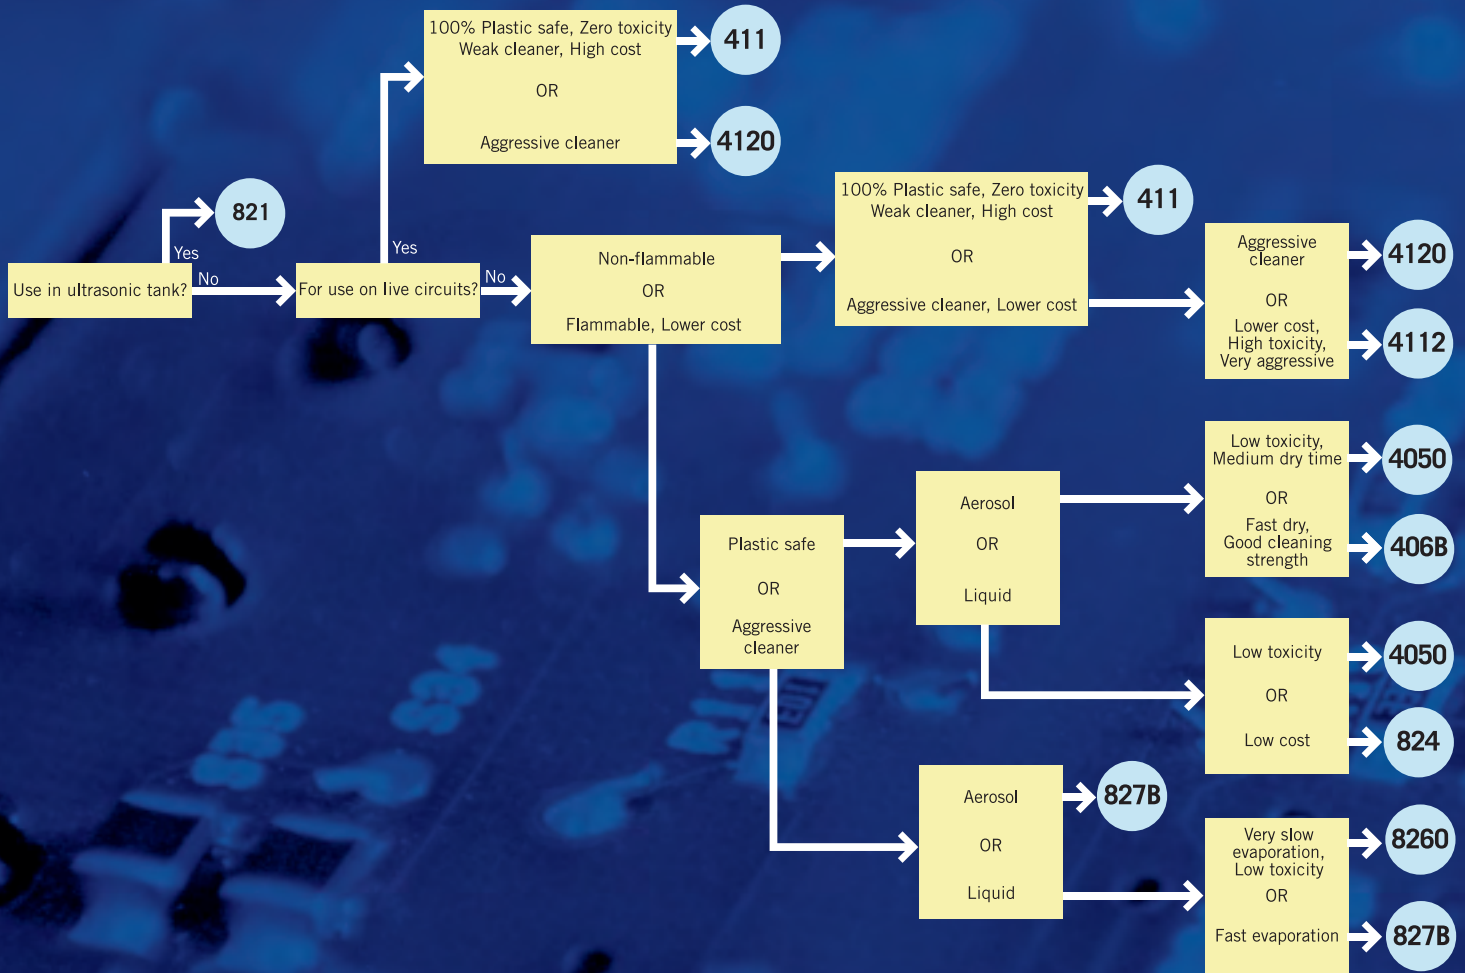 100% Plastic safe, Zero toxicity
Weak cleaner, High cost
411
OR
Aggressive cleaner
4120
821
Yes
Use in ultrasonic tank?
No
Yes
For use on live circuits?
No
Non-flammable
OR
Flammable, Lower cost
100% Plastic safe, Zero toxicity
Weak cleaner, High cost
411
OR
Aggressive cleaner, Lower cost
Aggressive
cleaner
4120
OR
Lower cost,
High toxicity,
Very aggressive
4112
Plastic safe
OR
Aggressive
cleaner
Aerosol
OR
Liquid
Low toxicity,
Medium dry time
4050
OR
Fast dry,
Good cleaning
strength
406B
Low toxicity
4050
OR
Low cost
824
Aerosol
827B
OR
Liquid
Very slow
evaporation,
Low toxicity
8260
OR
Fast evaporation
827B
103